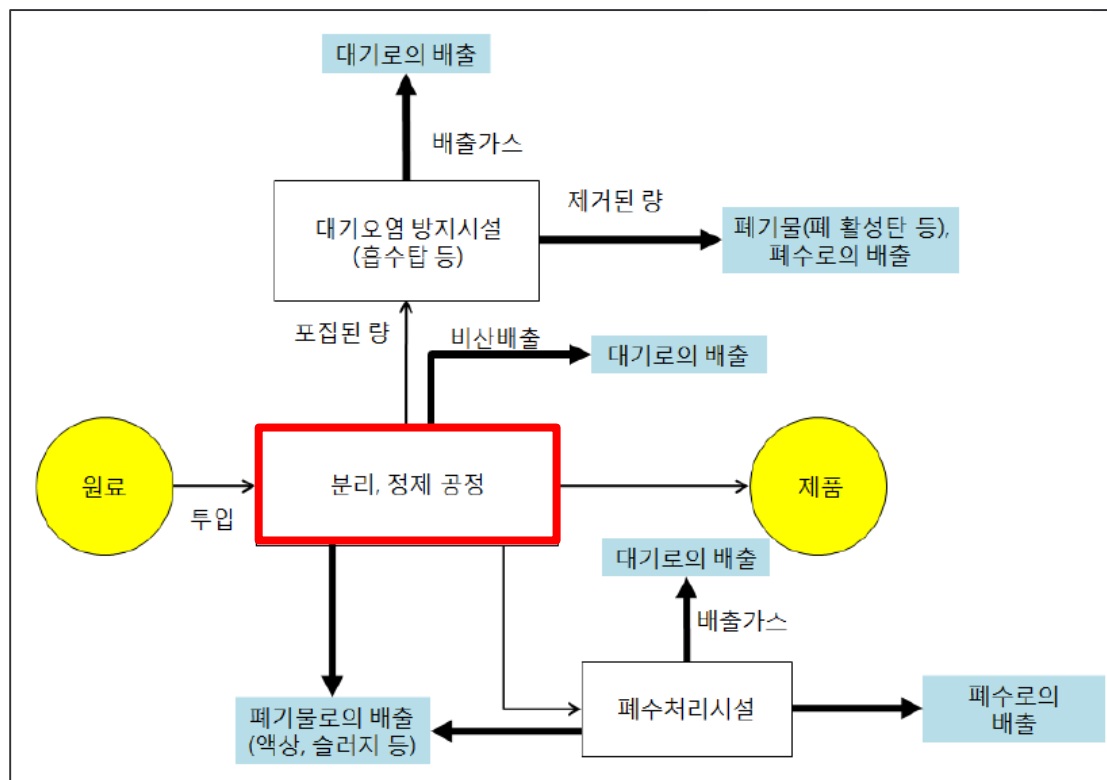 대기로의 배출
배출가스
대기오염 방지시설
(흡수탑 등)
제거된 량
폐기물(폐 활성탄 등),
폐수로의 배출
포집된 량
비산배출
대기로의 배출
원료
투입
분리, 정제 공정
제품
대기로의 배출
배출가스
폐수처리시설
폐기물로의 배출
(액상, 슬러지 등)
폐수로의
배출